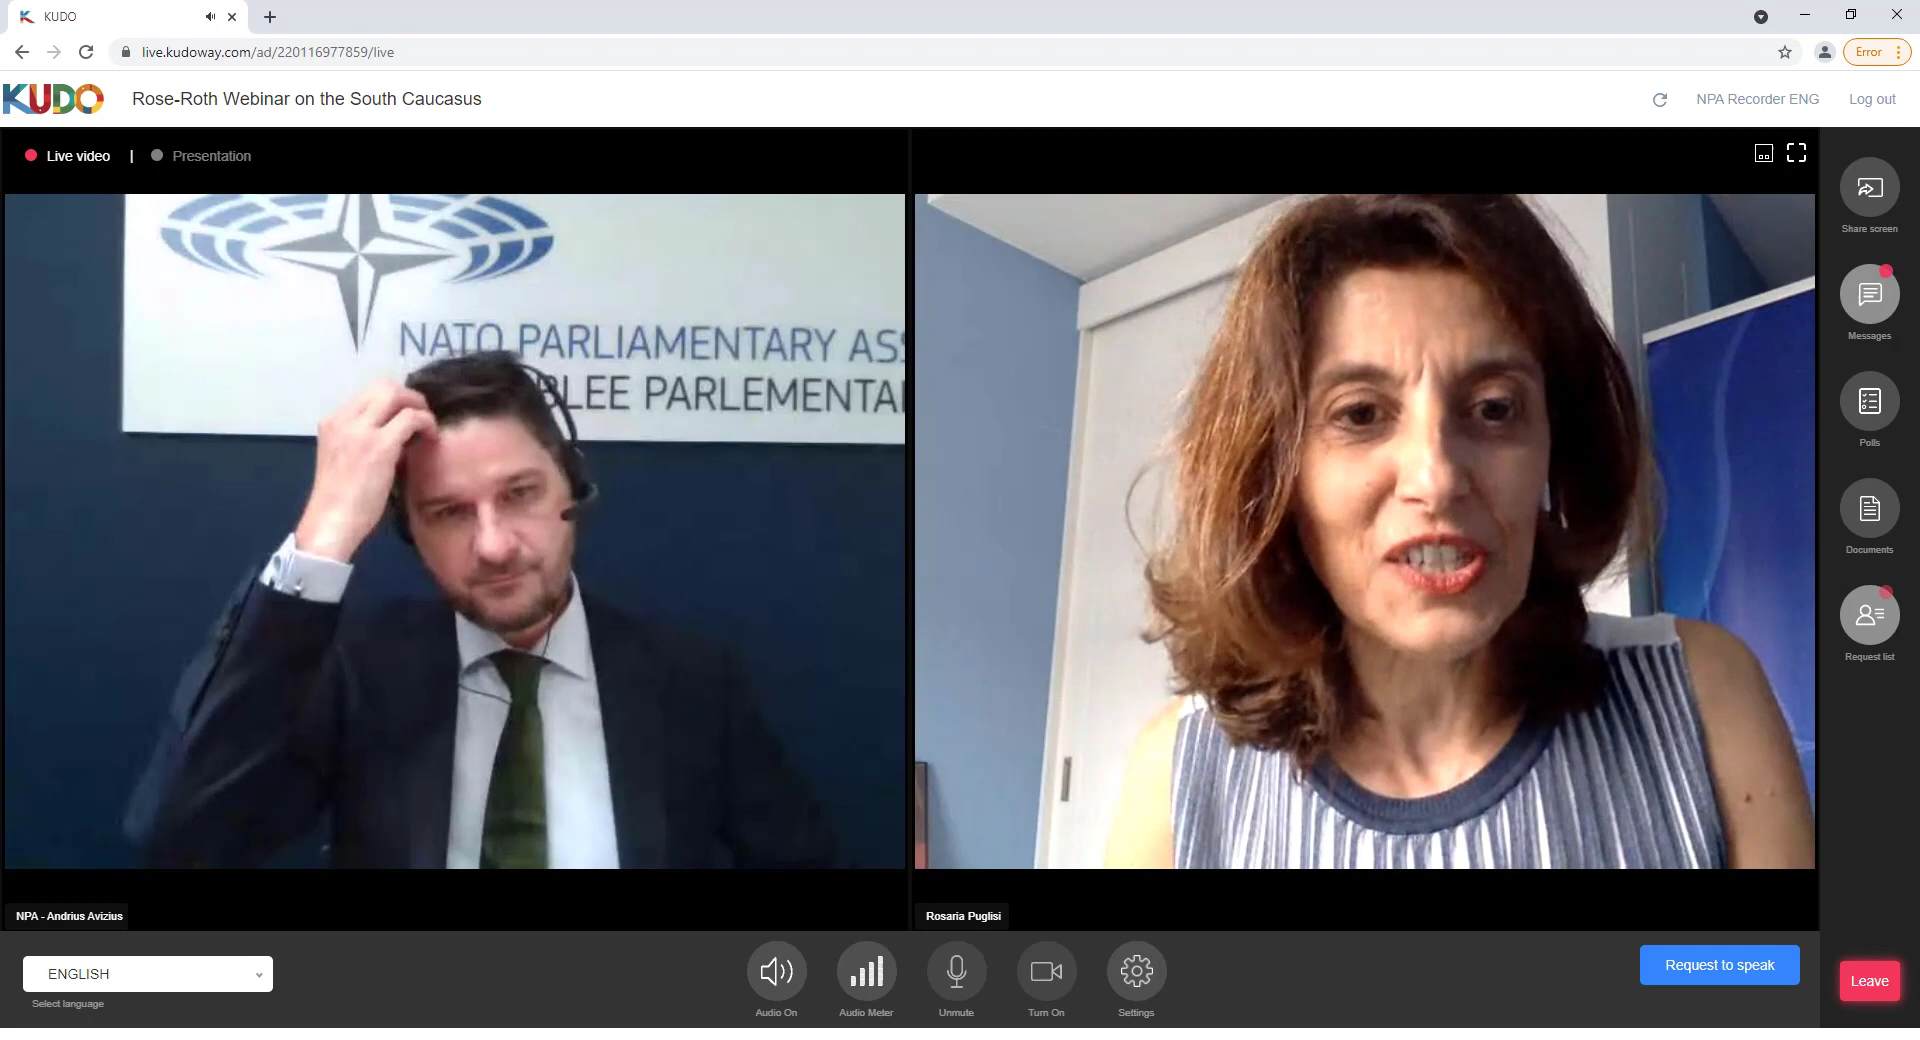 KUDO
live.kudoway.com/ad/220116977859/live
Error
KUDO
Rose-Roth Webinar on the South Caucasus
NPA Recorder ENG
Log out
Live video | Presentation
NATO PARLIAMENTARY ASS
BLEE PARLEMENTA
Share screen
Messages
Polls
Documents
Request list
NPA - Andrius Avizius
Rosaria Puglisi
ENGLISH
Select language
Audio On
Audio Meter
Unmute
Turn On
Settings
Request to speak
Leave